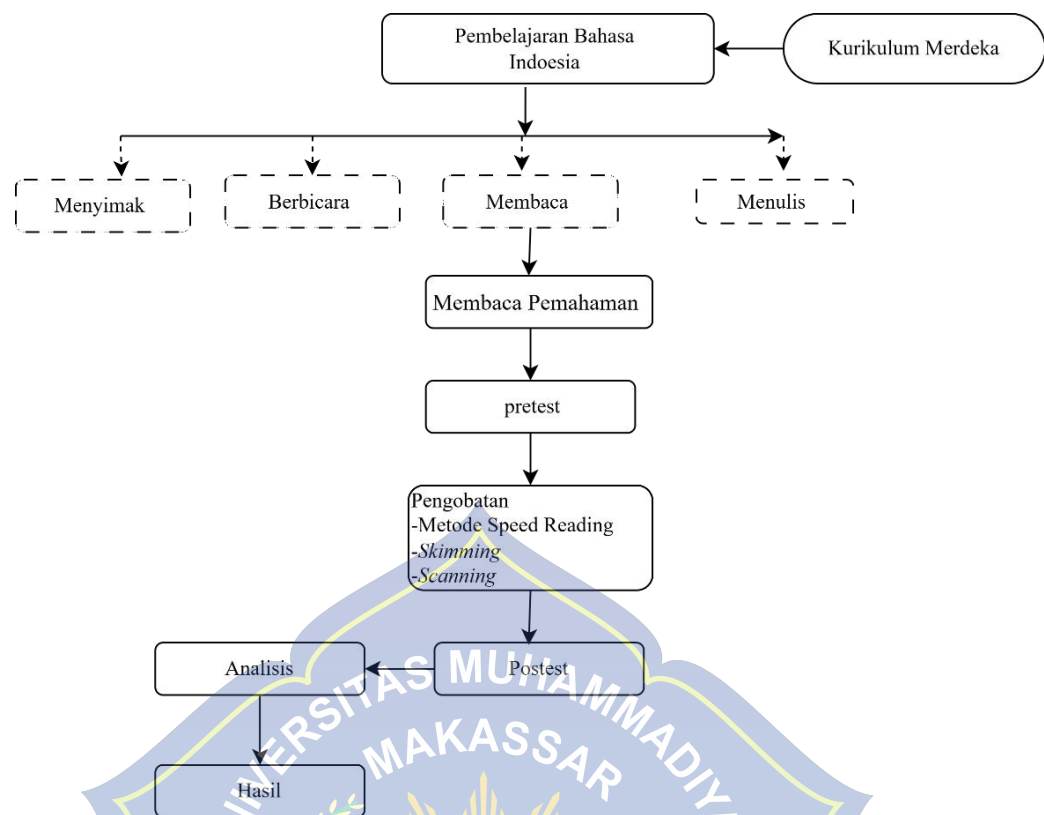 Pembelajaran Bahasa
Indoesia
Kurikulum Merdeka
Menyimak
Berbicara
Membaca
Menulis
Membaca Pemahaman
pretest
Pengobatan
-Metode Speed Reading
-Skimming
-Scanning
Analisis
Postest
Hasil
UNIVERSITAS MUHAMMADIY
MAKASSAR